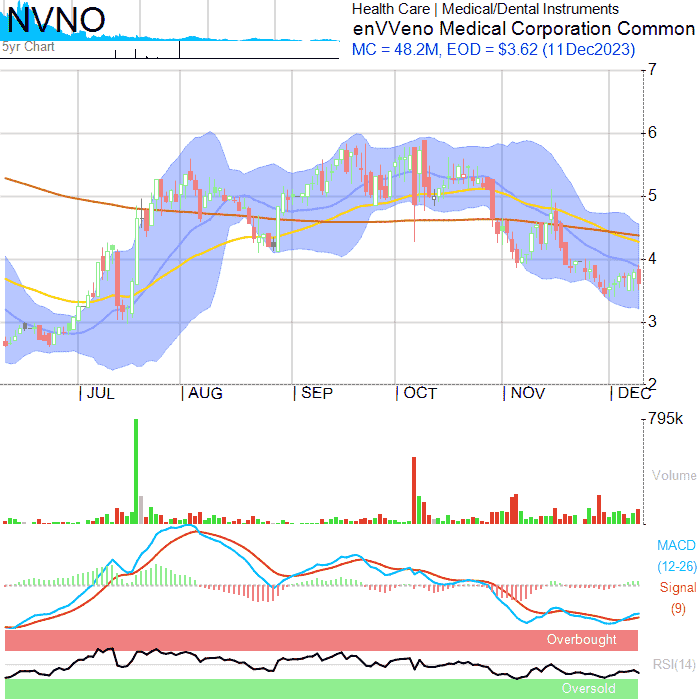 NVNO
5yr Chart
Health Care | Medical/Dental Instruments
enVVeno Medical Corporation Common
MC = 48.2M, EOD = $3.62 (11Dec2023)
7
6
5
4
3
2
JUL
AUG
SEP
OCT
NOV
DEC
795k
Volume
MACD
(12-26)
Signal
(9)
Overbought
RSI(14)
Oversold